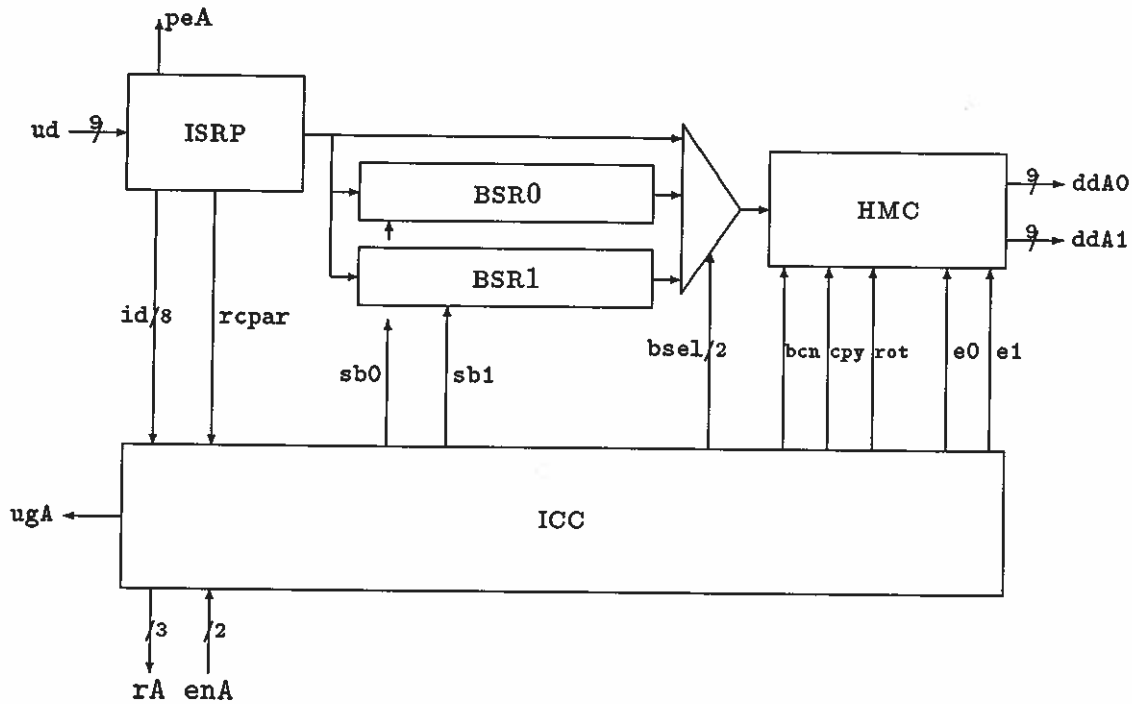 peA
ud 9 ISRP
BSR0
BSR1
HMC
9 ddA0
9 ddA1
id 8 rcpar
sb0 sb1
bsel 2
bcn cpy rot e0 e1
ugA ICC
3 2
rA enA